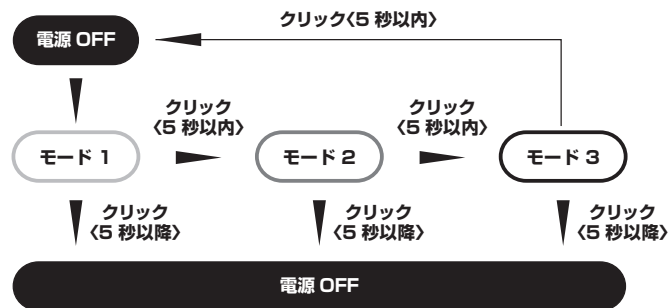 クリック〈5 秒以内〉
電源 OFF
クリック
〈5 秒以内〉
クリック
〈5 秒以内〉
モード 1
モード 2
モード 3
クリック
〈5 秒以降〉
クリック
〈5 秒以降〉
クリック
〈5 秒以降〉
電源 OFF